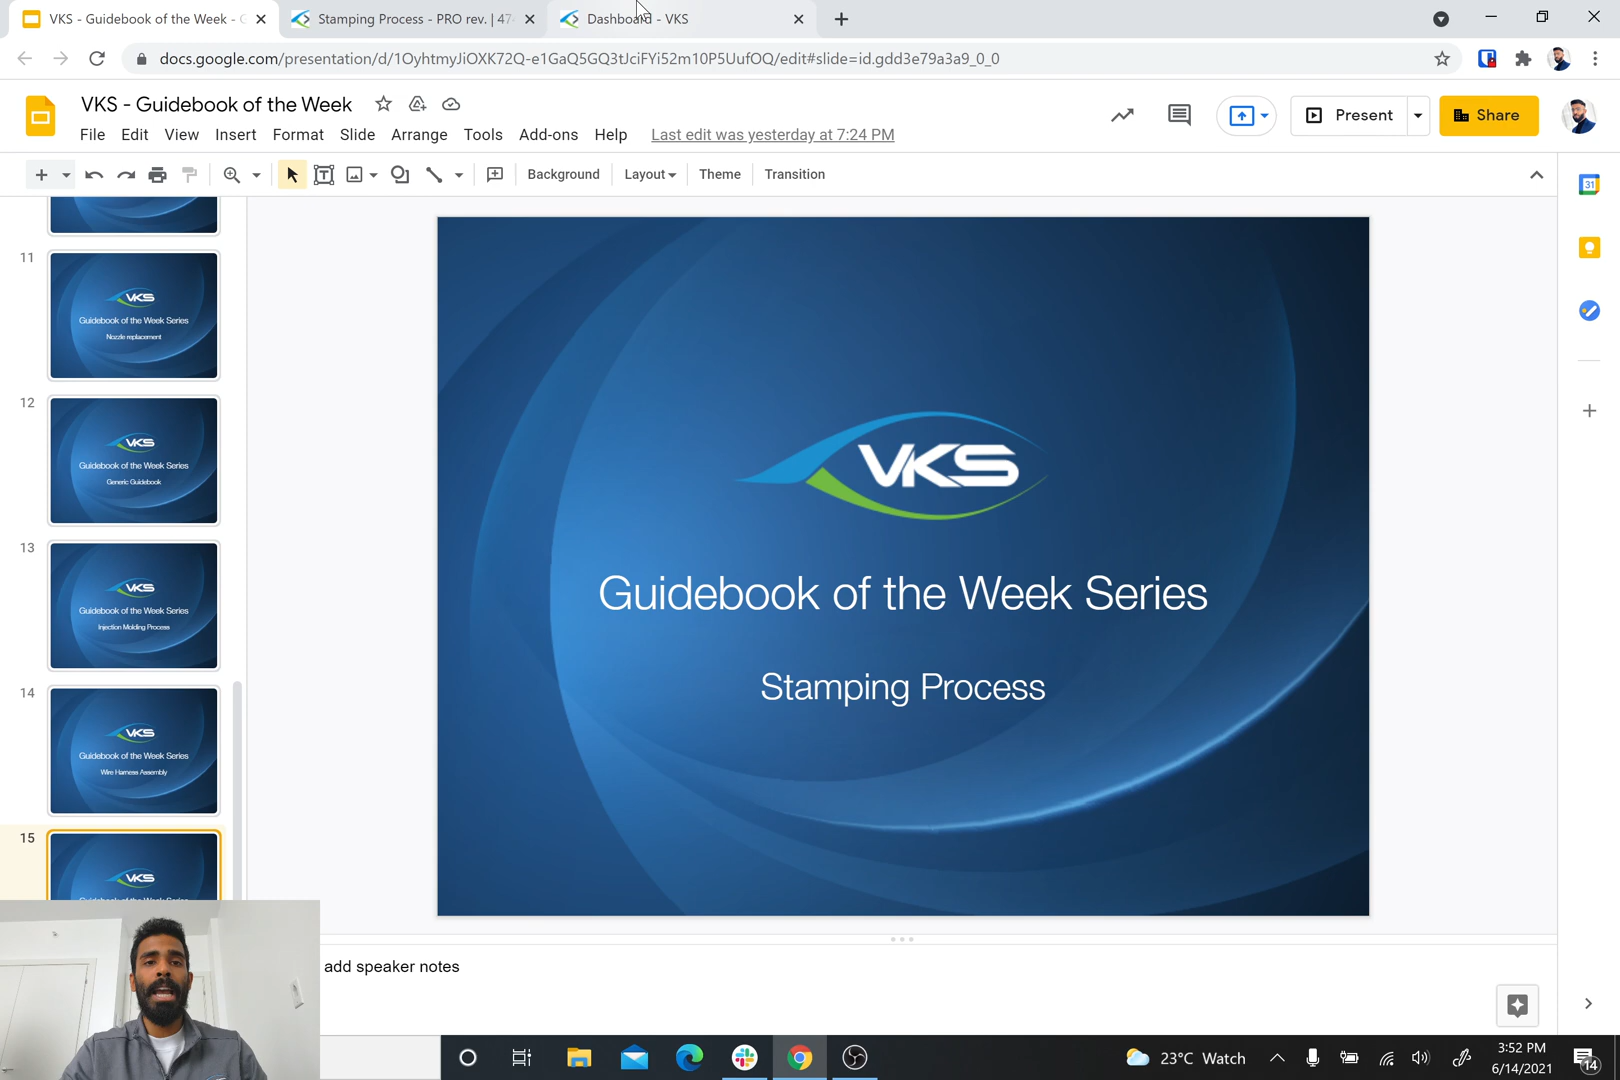 VKS - Guidebook of the Week - G
Stamping Process - PRO rev. | 47
Dashboard - VKS
docs.google.com/presentation/d/1OyhtmyJiOXK72Q-e1GaQ5GQ3tJciFYi52m10P5UufOQ/edit#slide=id.gdd3e79a3a9_0_0
VKS - Guidebook of the Week
File Edit View Insert Format Slide Arrange Tools Add-ons Help Last edit was yesterday at 7:24 PM
Present
Share
Background Layout Theme Transition
31
11
VKS
Guidebook of the Week Series
Nozzle replacement
12
VKS
Guidebook of the Week Series
Generic Guidebook
13
VKS
Guidebook of the Week Series
Injection Molding Process
14
VKS
Guidebook of the Week Series
Wire Harness Assembly
15
VKS
VKS
Guidebook of the Week Series
Stamping Process
add speaker notes
23°C Watch
3:52 PM
6/14/2021
14